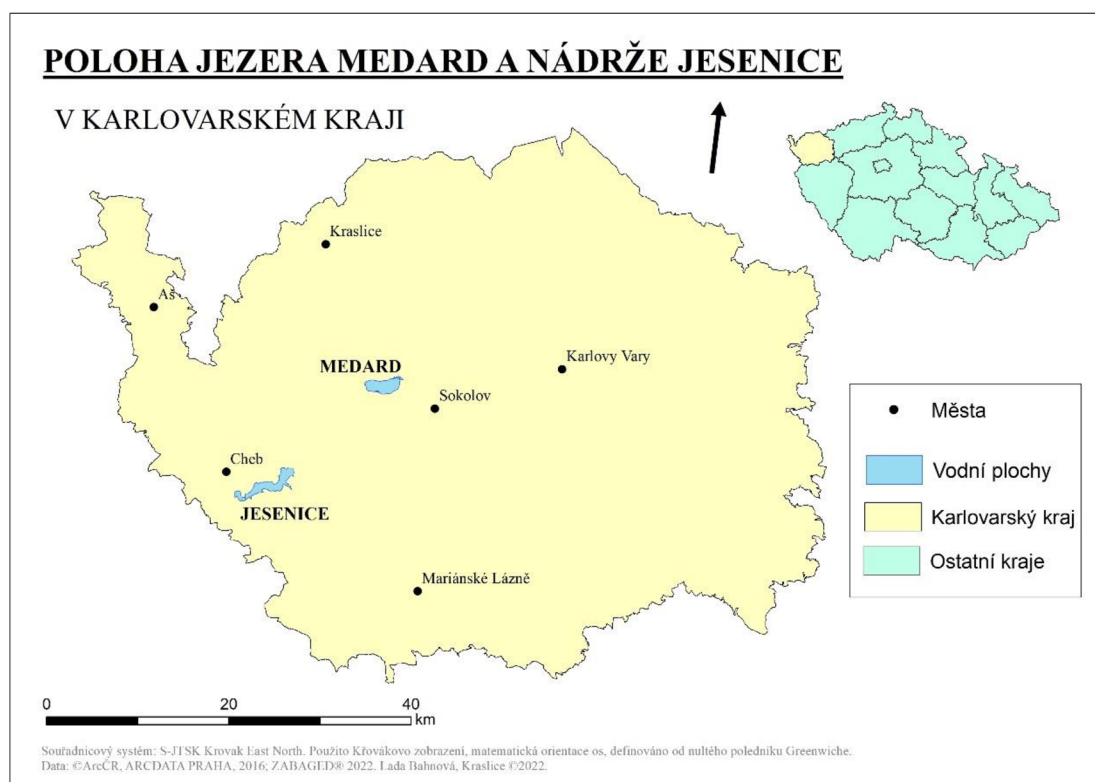 POLOHA JEZERA MEDARD A NÁDRŽE JESENICE
V KARLOVARSKÉM KRAJI
Kraslice
Aš
Karlovy Vary
MEDARD
Sokolov
Cheb
JESENICE
Mariánské Lázně
Města
Vodní plochy
Karlovarský kraj
Ostatní kraje
0 20 40
km
Souřadnicový systém: S-JTSK Krovak East North. Použito Křovákovo zobrazení, matematická orientace os, definováno od nultého poledníku Greenwiche.
Data: ©ArcČR, ARCDATA PRAHA, 2016; ZABAGED® 2022. Lada Bahnová, Kraslice ©2022.